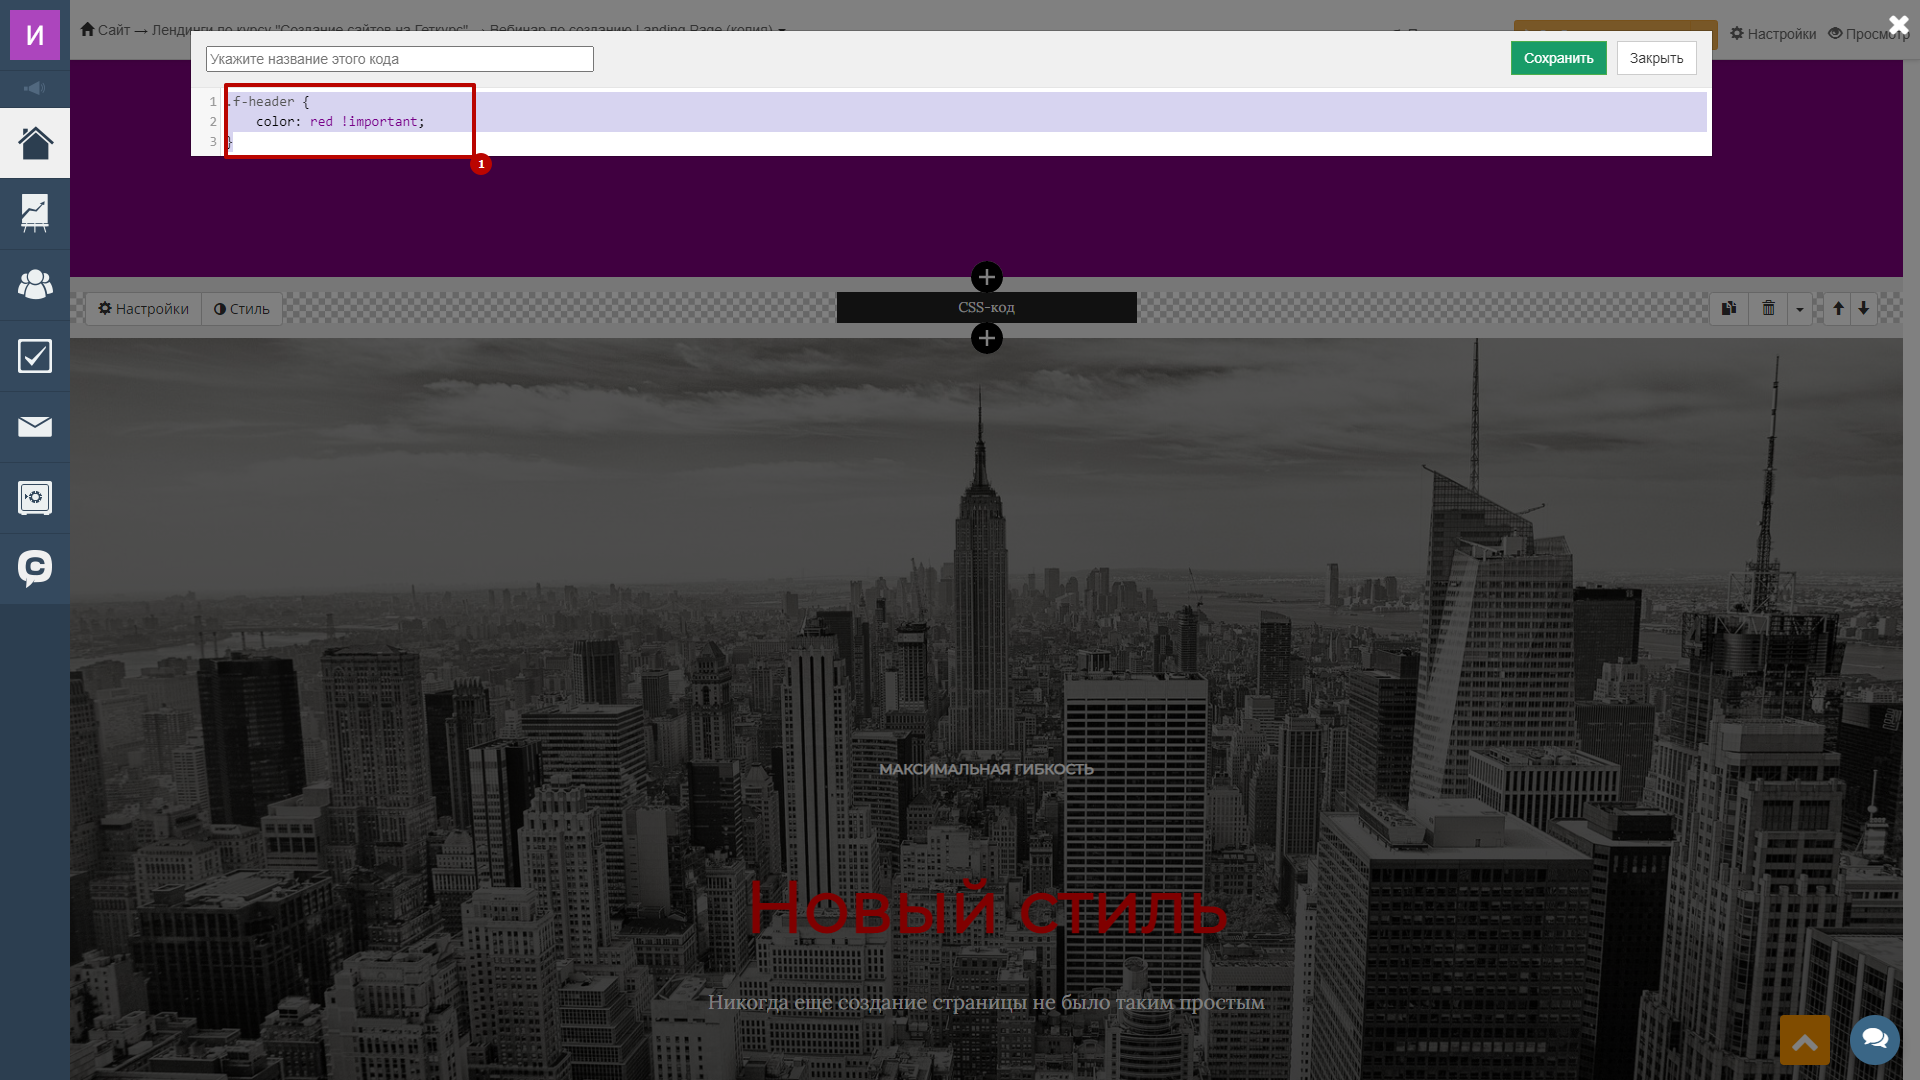 И
Сайт → Лендинги по курсу "Создание сайтов на Геткурс" → Вебинар по созданию Landing Page (копия)
Настройки
Просмотр
Укажите название этого кода
Сохранить
Закрыть
1 .f-header {
2 color: red !important;
3 }
1
Настройки
Стиль
CSS-код
МАКСИМАЛЬНАЯ ГИБКОСТЬ
Новый стиль
Никогда еще создание страницы не было таким простым